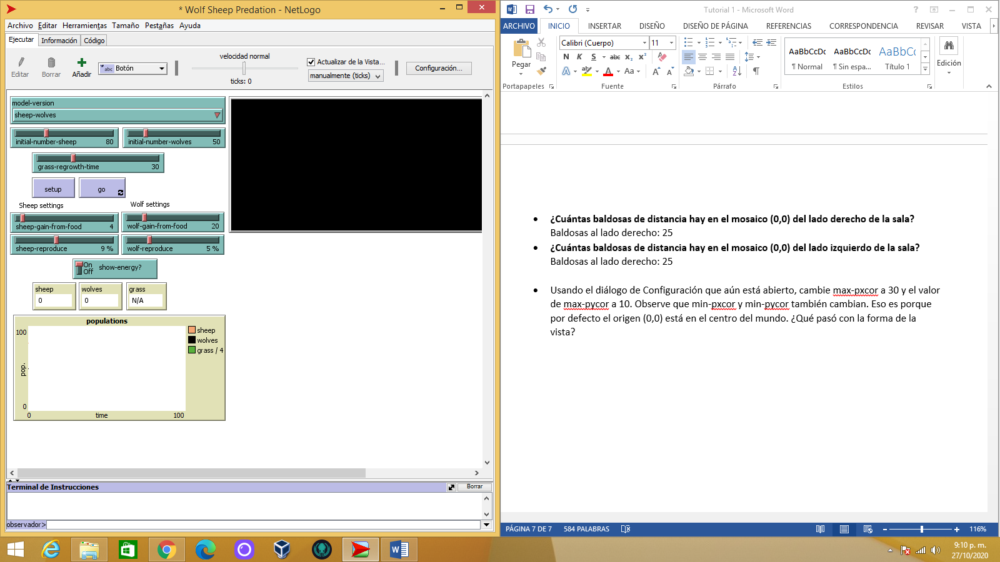 * Wolf Sheep Predation - NetLogo
Archivo Editar Herramientas Tamaño Pestañas Ayuda
Ejecutar Información Código
Editar Borrar Añadir
abc Botón
velocidad normal
ticks: 0
Actualizar de la Vista...
manualmente (ticks)
Configuración...
model-version
sheep-wolves
initial-number-sheep 80
initial-number-wolves 50
grass-regrowth-time 30
setup go
Sheep settings
Wolf settings
sheep-gain-from-food 4
wolf-gain-from-food 20
sheep-reproduce 9 %
wolf-reproduce 5 %
On
Off
show-energy?
sheep
0
wolves
0
grass
N/A
populations
100
pop.
0
0 time 100
sheep
wolves
grass / 4
Terminal de Instrucciones
Borrar
observador>
Tutorial 1 - Microsoft Word
ARCHIVO INICIO INSERTAR DISEÑO DISEÑO DE PÁGINA REFERENCIAS CORRESPONDENCIA REVISAR VISTA
Pegar
Portapapeles
Calibri (Cuerpo) 11
N K S abc x₂ x²
A ab A Aa A A
Fuente
Párrafo
AaBbCcDc AaBbCcDc AaBbCc
¶ Normal ¶ Sin espa... Título 1
Estilos
Edición
• ¿Cuántas baldosas de distancia hay en el mosaico (0,0) del lado derecho de la sala?
Baldosas al lado derecho: 25
• ¿Cuántas baldosas de distancia hay en el mosaico (0,0) del lado izquierdo de la sala?
Baldosas al lado derecho: 25
• Usando el diálogo de Configuración que aún está abierto, cambie max-pxcor a 30 y el valor
de max-pycor a 10. Observe que min-pxcor y min-pycor también cambian. Eso es porque
por defecto el origen (0,0) está en el centro del mundo. ¿Qué pasó con la forma de la
vista?
PÁGINA 7 DE 7 584 PALABRAS
116%
9:10 p. m.
27/10/2020